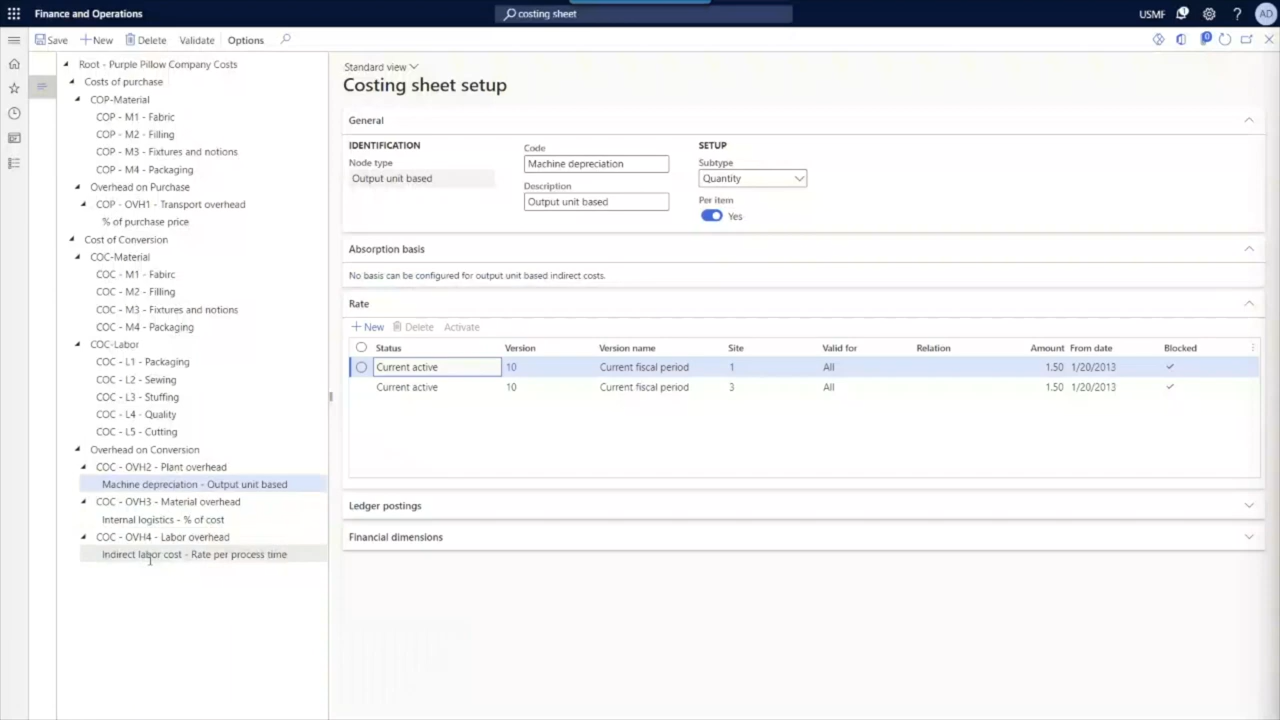 Finance and Operations
costing sheet
USMF
AD
Save New Delete Validate Options
Root - Purple Pillow Company Costs
Costs of purchase
COP-Material
COP - M1 - Fabric
COP - M2 - Filling
COP - M3 - Fixtures and notions
COP - M4 - Packaging
Overhead on Purchase
COP - OVH1 - Transport overhead
% of purchase price
Cost of Conversion
COC-Material
COC - M1 - Fabirc
COC - M2 - Filling
COC - M3 - Fixtures and notions
COC - M4 - Packaging
COC-Labor
COC - L1 - Packaging
COC - L2 - Sewing
COC - L3 - Stuffing
COC - L4 - Quality
COC - L5 - Cutting
Overhead on Conversion
COC - OVH2 - Plant overhead
Machine depreciation - Output unit based
COC - OVH3 - Material overhead
Internal logistics - % of cost
COC - OVH4 - Labor overhead
Indirect labor cost - Rate per process time
Standard view
Costing sheet setup
General
IDENTIFICATION
Node type
Output unit based
Code
Machine depreciation
Description
Output unit based
SETUP
Subtype
Quantity
Per item
Yes
Absorption basis
No basis can be configured for output unit based indirect costs.
Rate
New Delete Activate
Status Version Version name Site Valid for Relation Amount From date Blocked
Current active 10 Current fiscal period 1 All 1.50 1/20/2013
Current active 10 Current fiscal period 3 All 1.50 1/20/2013
Ledger postings
Financial dimensions